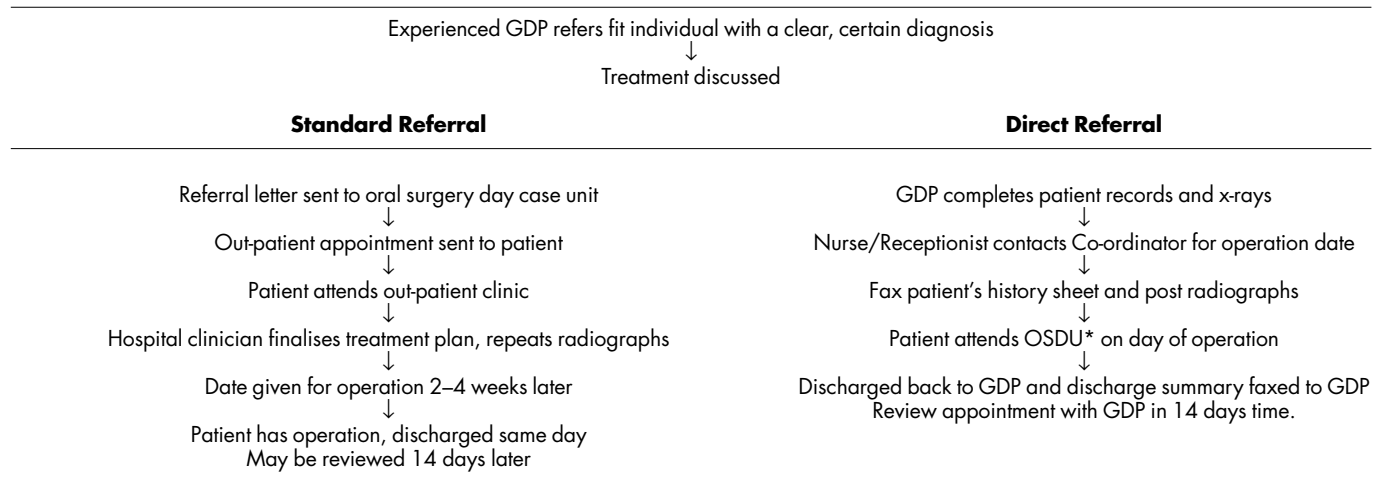 Experienced GDP refers fit individual with a clear, certain diagnosis
↓
Treatment discussed
Standard Referral
Referral letter sent to oral surgery day case unit
↓
Out-patient appointment sent to patient
↓
Patient attends out-patient clinic
↓
Hospital clinician finalises treatment plan, repeats radiographs
↓
Date given for operation 2–4 weeks later
↓
Patient has operation, discharged same day
May be reviewed 14 days later
Direct Referral
GDP completes patient records and x-rays
↓
Nurse/Receptionist contacts Co-ordinator for operation date
↓
Fax patient's history sheet and post radiographs
↓
Patient attends OSDU* on day of operation
↓
Discharged back to GDP and discharge summary faxed to GDP
Review appointment with GDP in 14 days time.